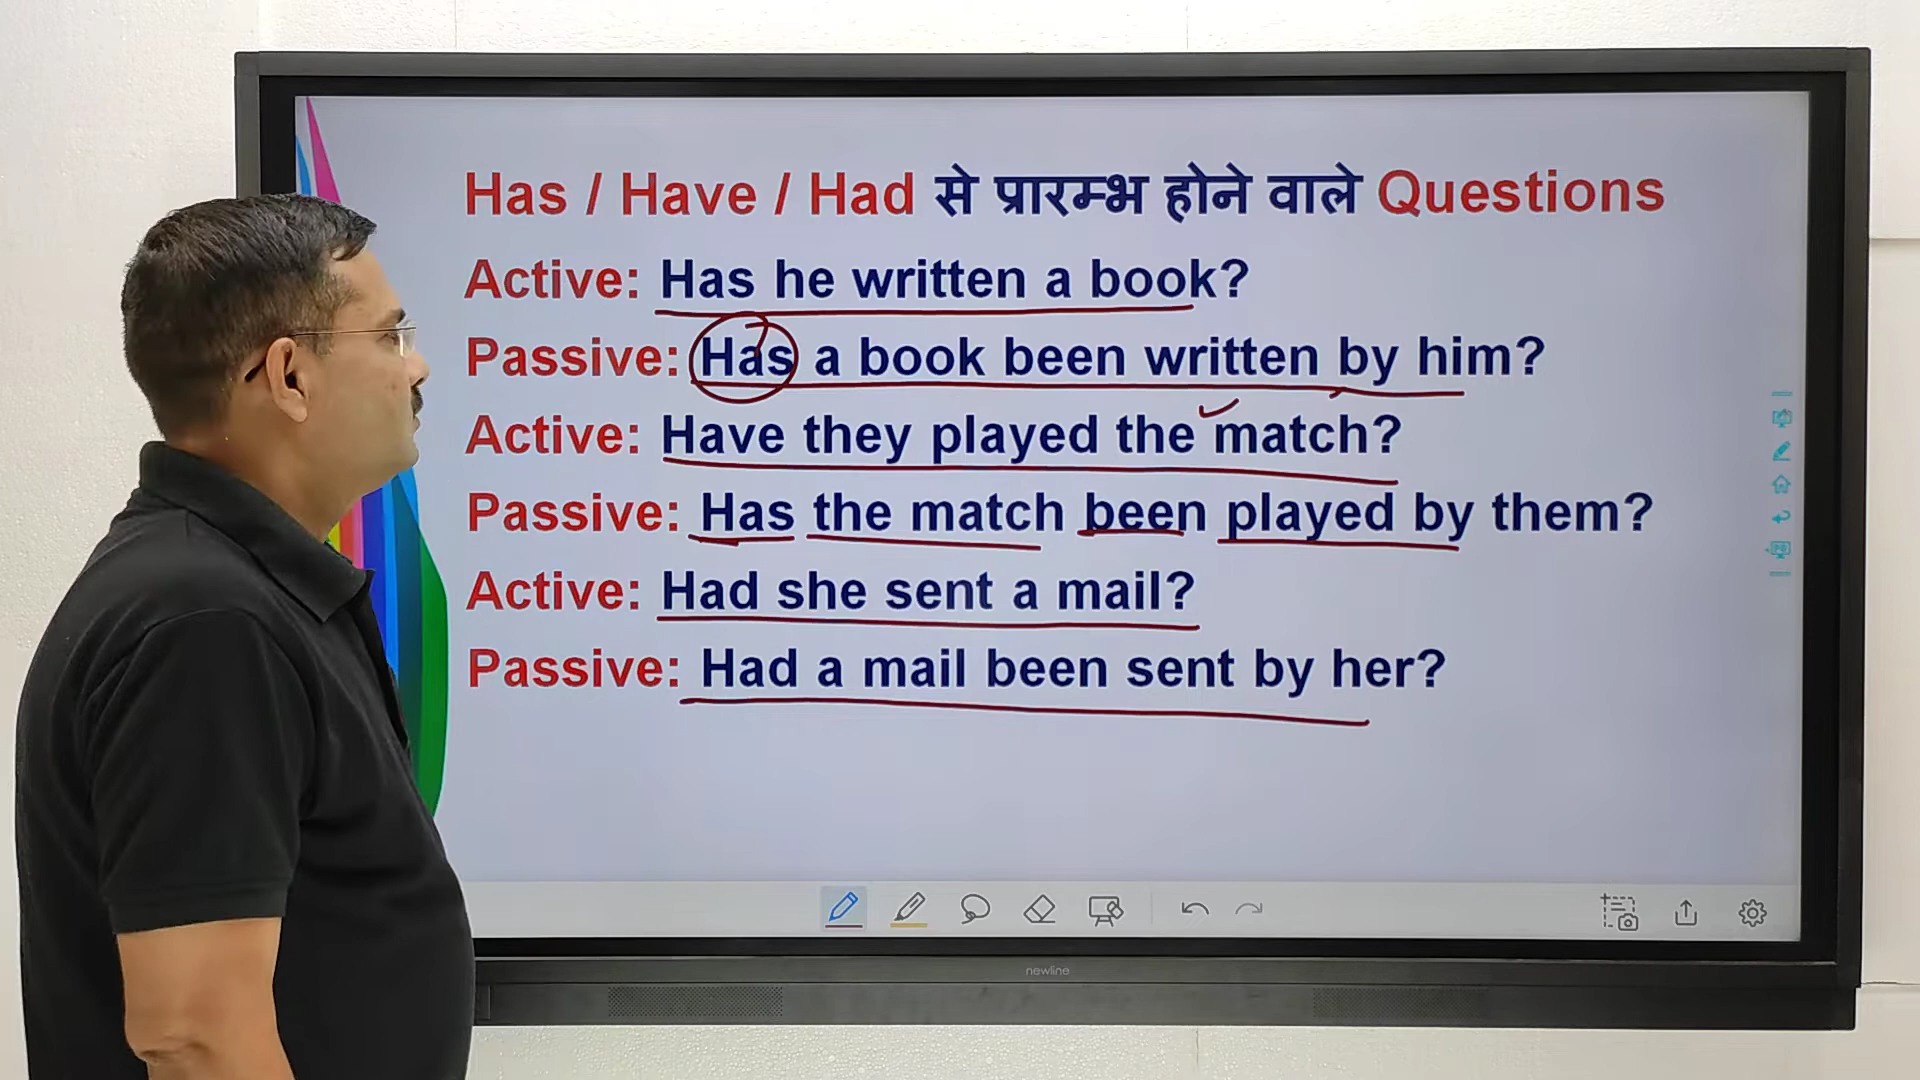 Has / Have / Had से प्रारम्भ होने वाले Questions
Active: Has he written a book?
Passive: Has a book been written by him?
Active: Have they played the match?
Passive: Has the match been played by them?
Active: Had she sent a mail?
Passive: Had a mail been sent by her?
newline